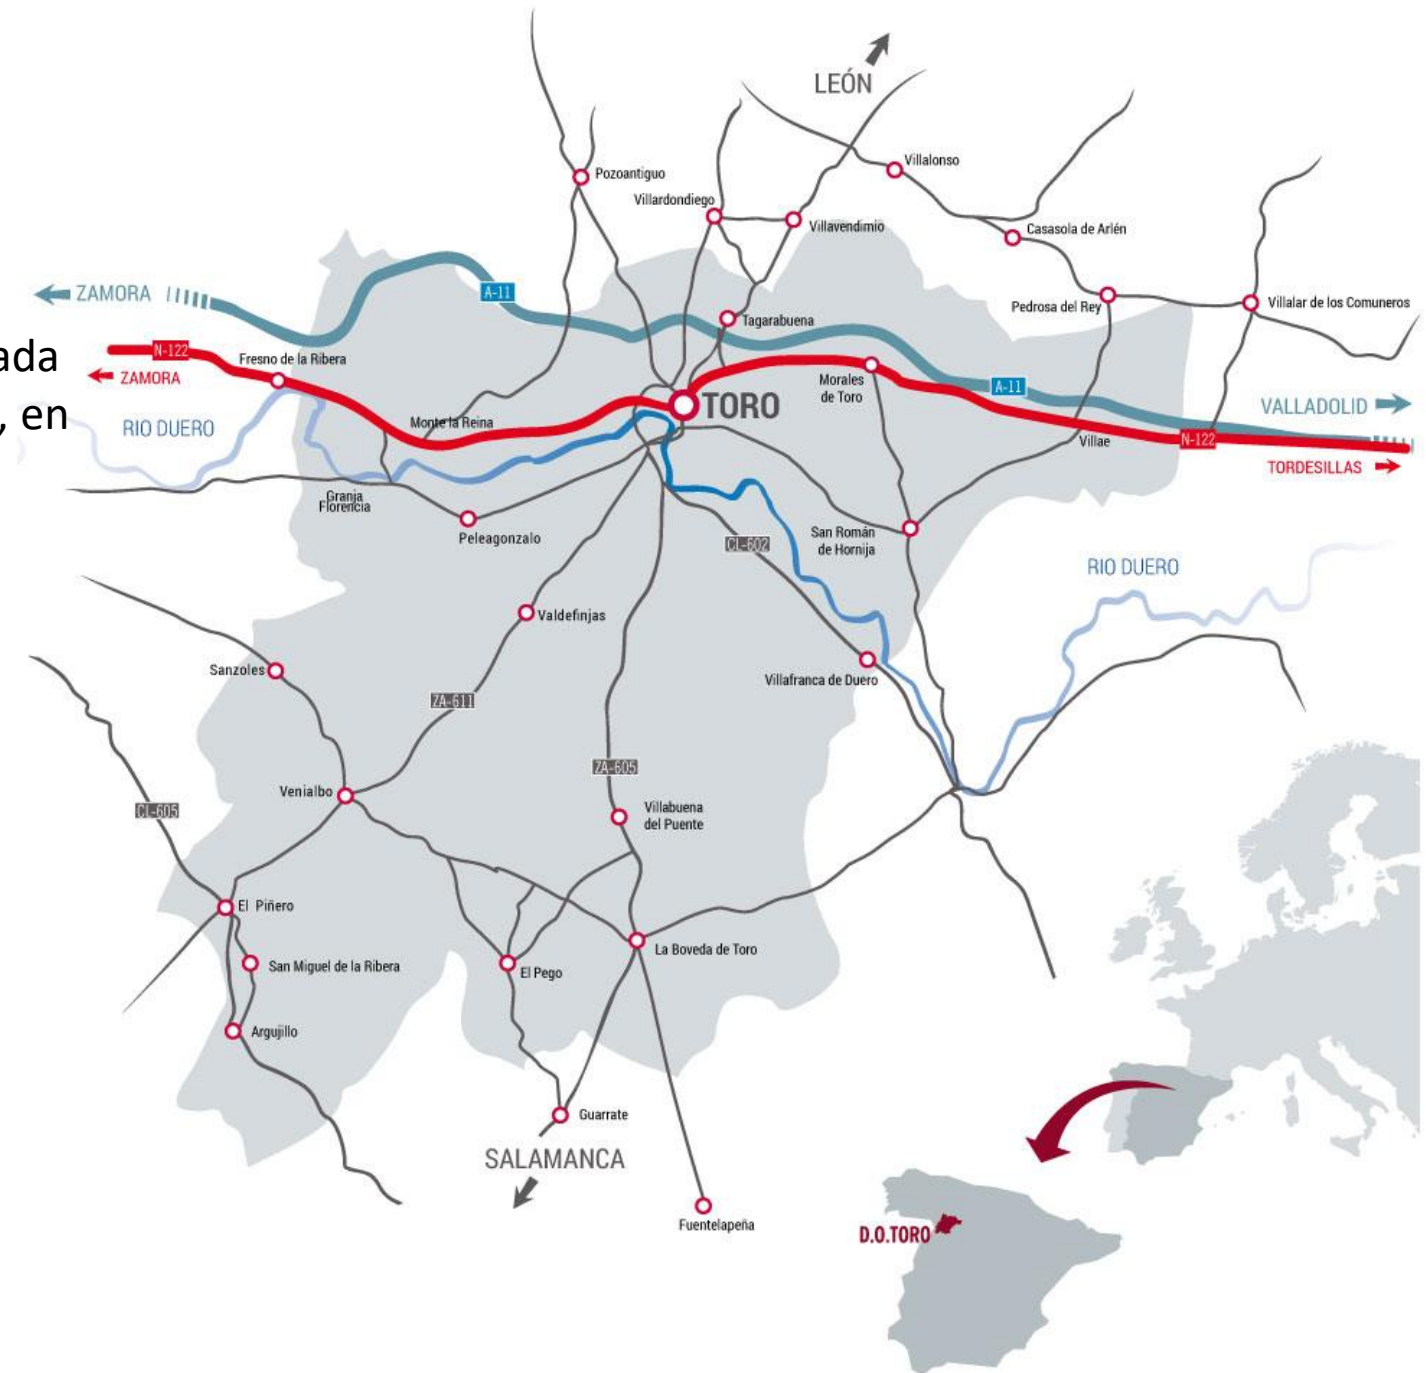 LEÓN
Villalonso
Pozoantiguo
Villardondiego
Villavendimio
Casasola de Arlén
ZAMORA
A-11
Pedrosa del Rey
Villalar de los Comuneros
Tagarabuena
ada
N-122
Fresno de la Ribera
ZAMORA
Morales
de Toro
A-11
, en
RIO DUERO
Monte la Reina
TORO
VALLADOLID
Villae
N-122
TORDESILLAS
Granja
Florencia
Peleagonzalo
San Román
de Hornija
CL-602
RIO DUERO
Valdefinjas
Sanzoles
Villafranca de Duero
ZA-611
ZA-605
Venialbo
CL-605
Villabuena
del Puente
El Piñero
La Boveda de Toro
San Miguel de la Ribera
El Pego
Argujillo
Guarrate
SALAMANCA
Fuentelapeña
D.O.TORO